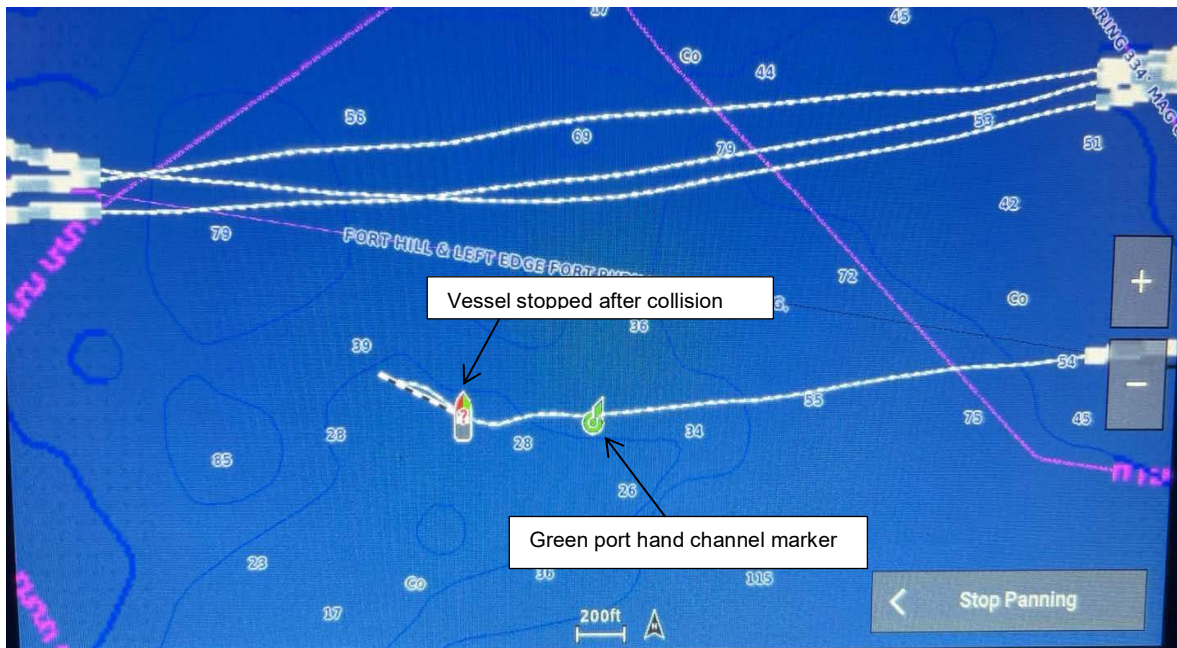 17
45
ARING 334° MAG
Co
44
56
69
53
79
51
42
79
FORT HILL & LEFT EDGE FORT
72
Co
Vessel stopped after collision
G,
+
36
39
54
−
55
28
28
34
75
45
85
26
Green port hand channel marker
23
Co
36
115
17
200ft
N
Stop Panning